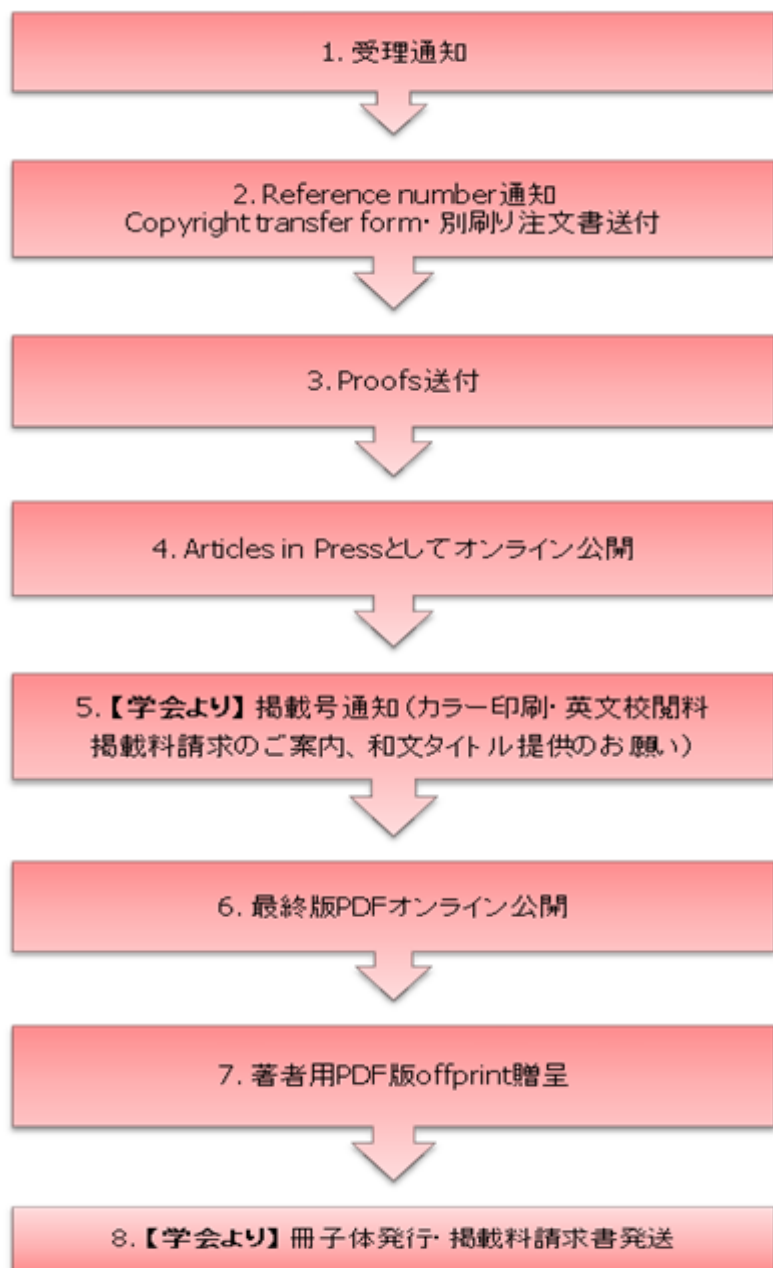 1. 受理通知
2. Reference number通知
Copyright transfer form・別刷り注文書送付
3. Proofs送付
4. Articles in Pressとしてオンライン公開
5.【学会より】掲載号通知(カラー印刷・英文校閲料
掲載料請求のご案内、和文タイトル提供のお願い)
6. 最終版PDFオンライン公開
7. 著者用PDF版offprint贈呈
8.【学会より】冊子体発行・掲載料請求書発送